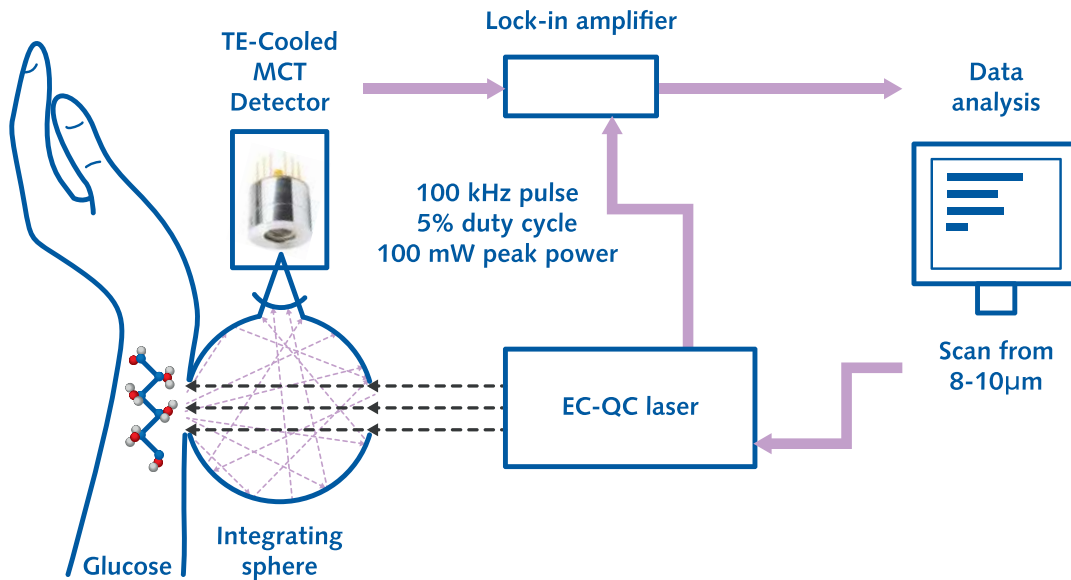 Lock-in amplifier
TE-Cooled
MCT
Detector
Data
analysis
100 kHz pulse
5% duty cycle
100 mW peak power
Scan from
8-10µm
EC-QC laser
Integrating
sphere
Glucose